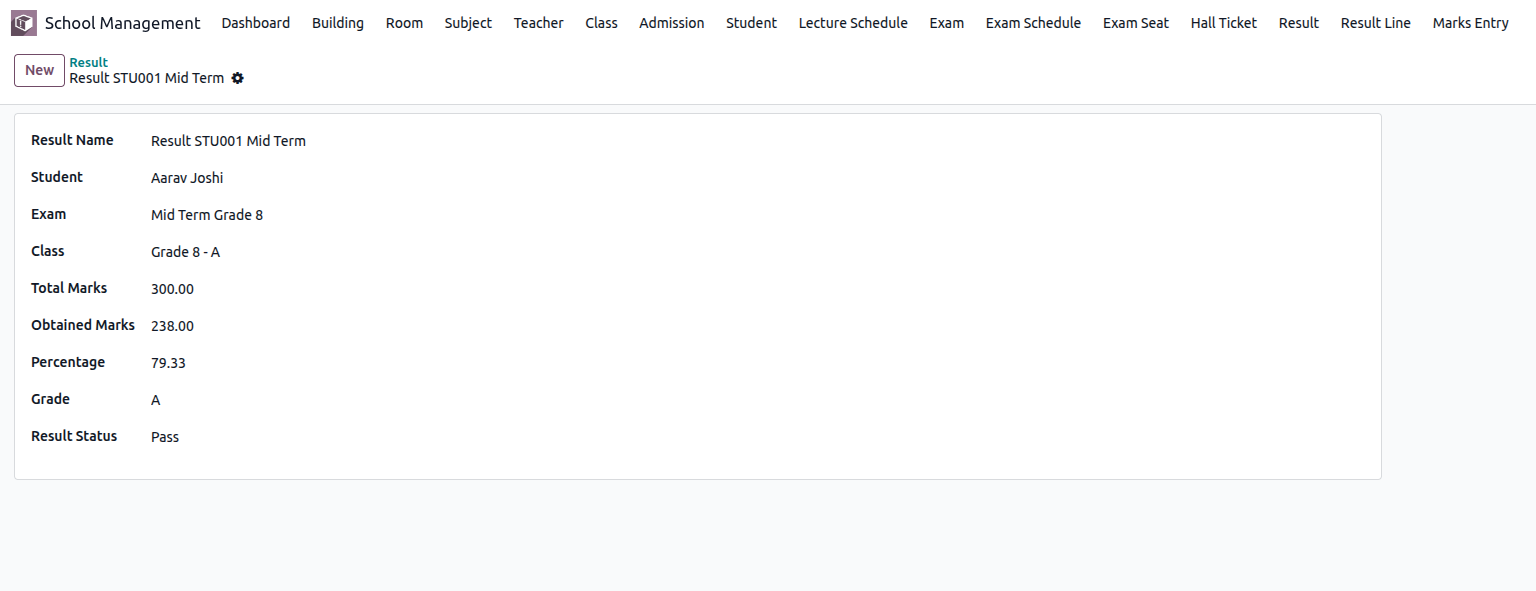 School Management Dashboard Building Room Subject Teacher Class Admission Student Lecture Schedule Exam Exam Schedule Exam Seat Hall Ticket Result Result Line Marks Entry
New
Result
Result STU001 Mid Term
Result Name Result STU001 Mid Term
Student Aarav Joshi
Exam Mid Term Grade 8
Class Grade 8 - A
Total Marks 300.00
Obtained Marks 238.00
Percentage 79.33
Grade A
Result Status Pass